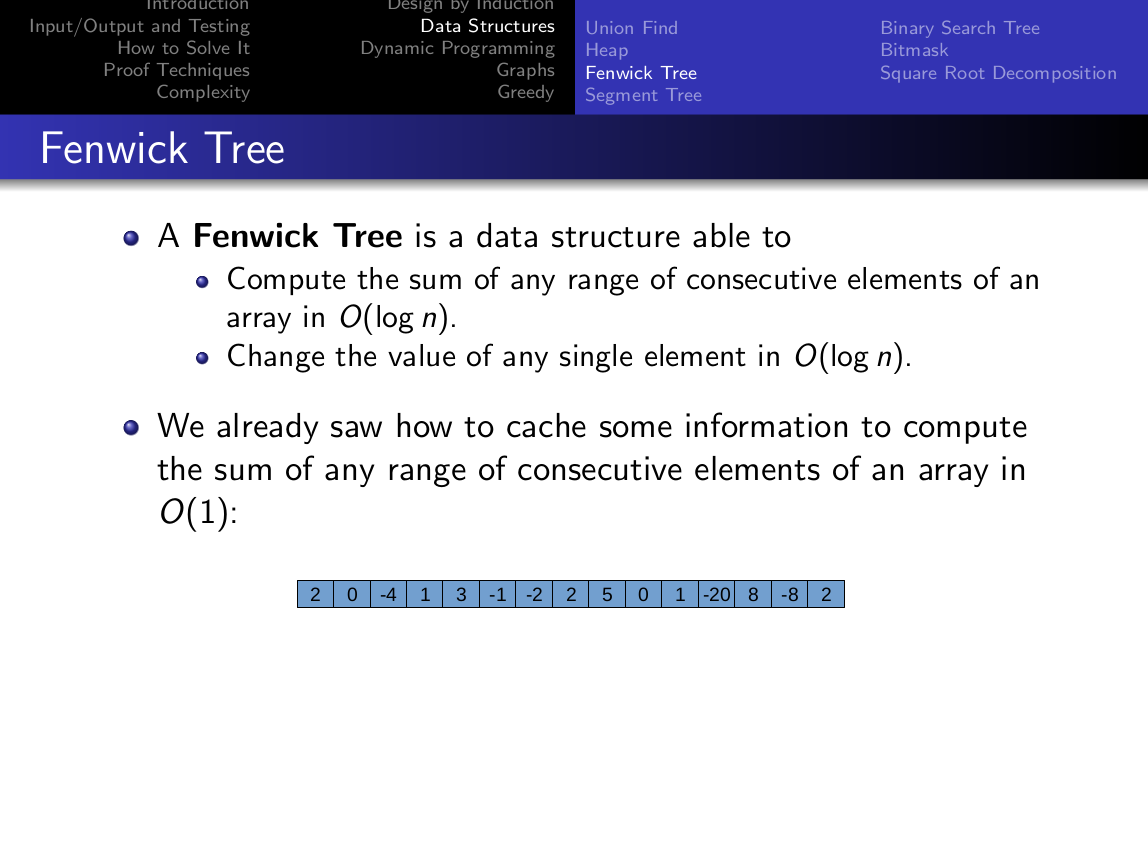 Introduction
Input/Output and Testing
How to Solve It
Proof Techniques
Complexity
Design by Induction
Data Structures
Dynamic Programming
Graphs
Greedy
Union Find
Heap
Fenwick Tree
Segment Tree
Binary Search Tree
Bitmask
Square Root Decomposition
Fenwick Tree
A Fenwick Tree is a data structure able to
Compute the sum of any range of consecutive elements of an
array in O(log n).
Change the value of any single element in O(log n).
We already saw how to cache some information to compute
the sum of any range of consecutive elements of an array in
O(1):
2 0 -4 1 3 -1 -2 2 5 0 1 -20 8 -8 2